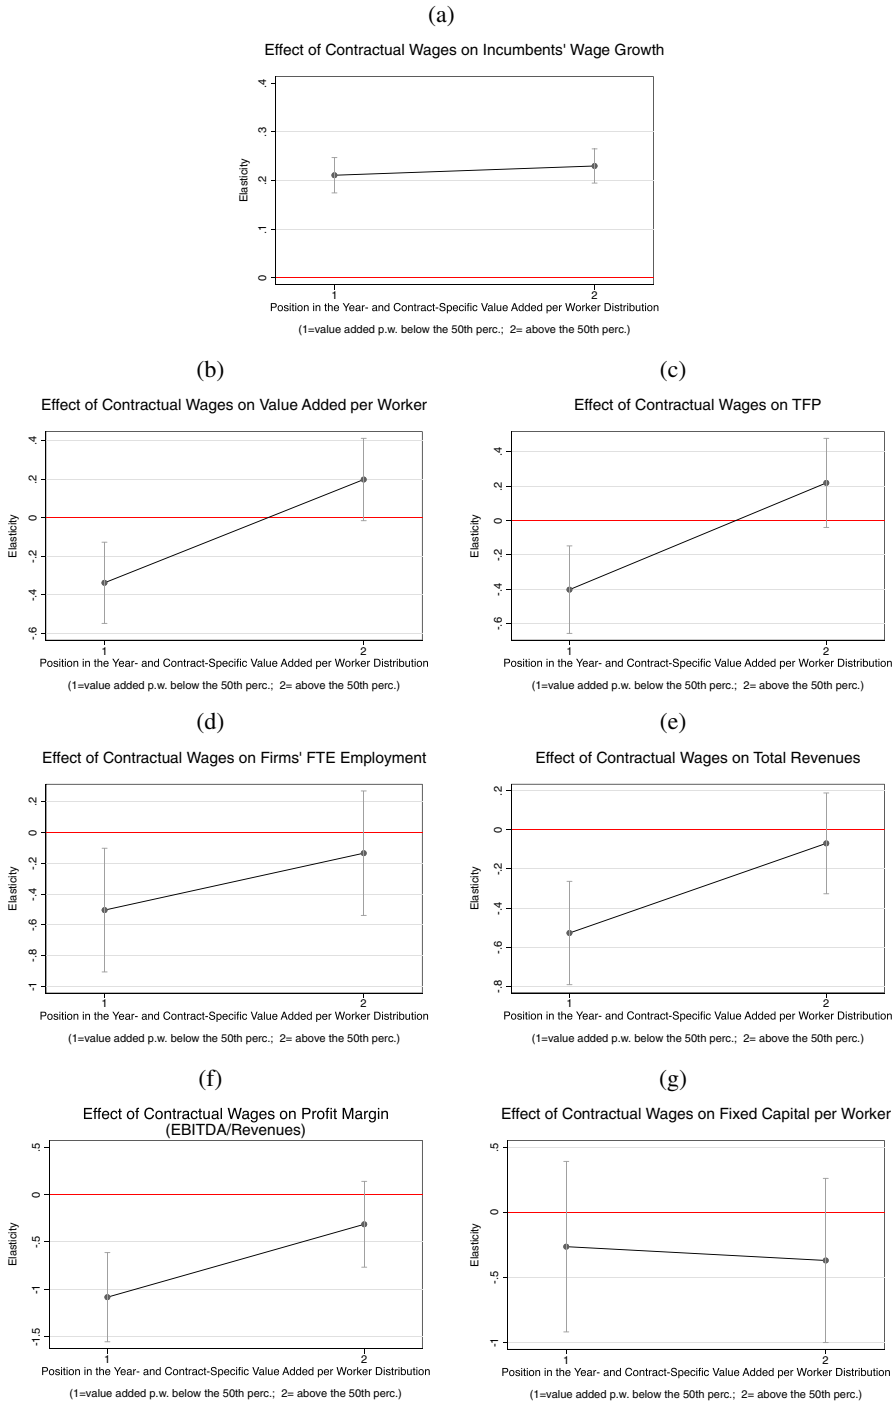 (a)
Effect of Contractual Wages on Incumbents' Wage Growth
.4
.3
.2
.1
0
Elasticity
1 2
Position in the Year- and Contract-Specific Value Added per Worker Distribution
(1=value added p.w. below the 50th perc.; 2= above the 50th perc.)
(b)
Effect of Contractual Wages on Value Added per Worker
.4
.2
0
-.2
-.4
-.6
Elasticity
1 2
Position in the Year- and Contract-Specific Value Added per Worker Distribution
(1=value added p.w. below the 50th perc.; 2= above the 50th perc.)
(c)
Effect of Contractual Wages on TFP
.4
.2
0
-.2
-.4
-.6
Elasticity
1 2
Position in the Year- and Contract-Specific Value Added per Worker Distribution
(1=value added p.w. below the 50th perc.; 2= above the 50th perc.)
(d)
Effect of Contractual Wages on Firms' FTE Employment
.2
0
-.2
-.4
-.6
-.8
-1
Elasticity
1 2
Position in the Year- and Contract-Specific Value Added per Worker Distribution
(1=value added p.w. below the 50th perc.; 2= above the 50th perc.)
(e)
Effect of Contractual Wages on Total Revenues
.2
0
-.2
-.4
-.6
-.8
Elasticity
1 2
Position in the Year- and Contract-Specific Value Added per Worker Distribution
(1=value added p.w. below the 50th perc.; 2= above the 50th perc.)
(f)
Effect of Contractual Wages on Profit Margin
(EBITDA/Revenues)
.5
0
-.5
-1
-1.5
Elasticity
1 2
Position in the Year- and Contract-Specific Value Added per Worker Distribution
(1=value added p.w. below the 50th perc.; 2= above the 50th perc.)
(g)
Effect of Contractual Wages on Fixed Capital per Worker
.5
0
-.5
-1
Elasticity
1 2
Position in the Year- and Contract-Specific Value Added per Worker Distribution
(1=value added p.w. below the 50th perc.; 2= above the 50th perc.)